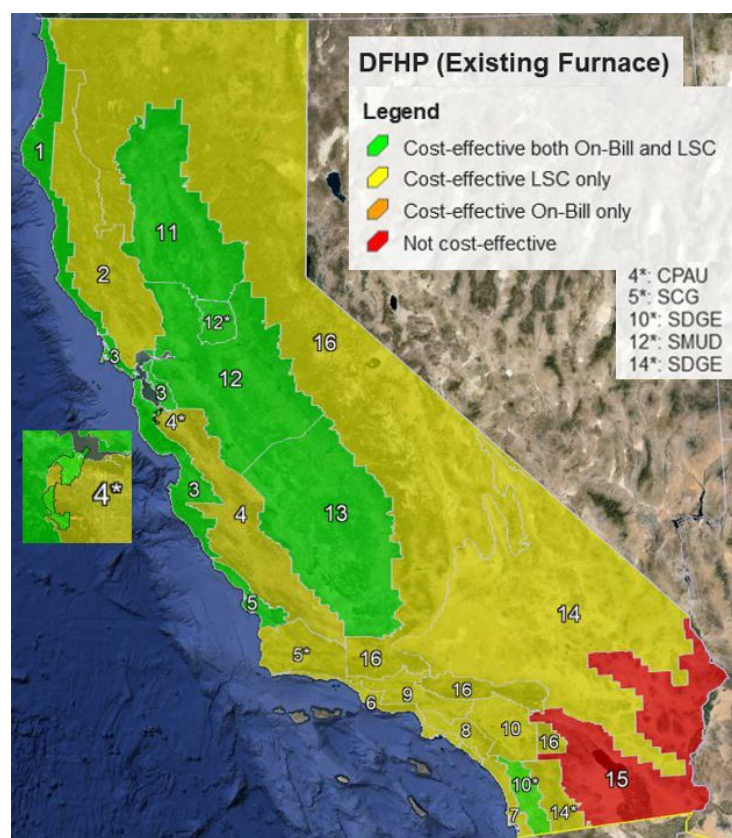 DFHP (Existing Furnace)
Legend
Cost-effective both On-Bill and LSC
Cost-effective LSC only
Cost-effective On-Bill only
Not cost-effective
4*: CPAU
5*: SCG
10*: SDGE
12*: SMUD
14*: SDGE
1
11
2
12*
16
3
12
3
4*
4*
3
4
13
5
14
5*
16
6
9
16
8
10
16
15
10*
7
14*